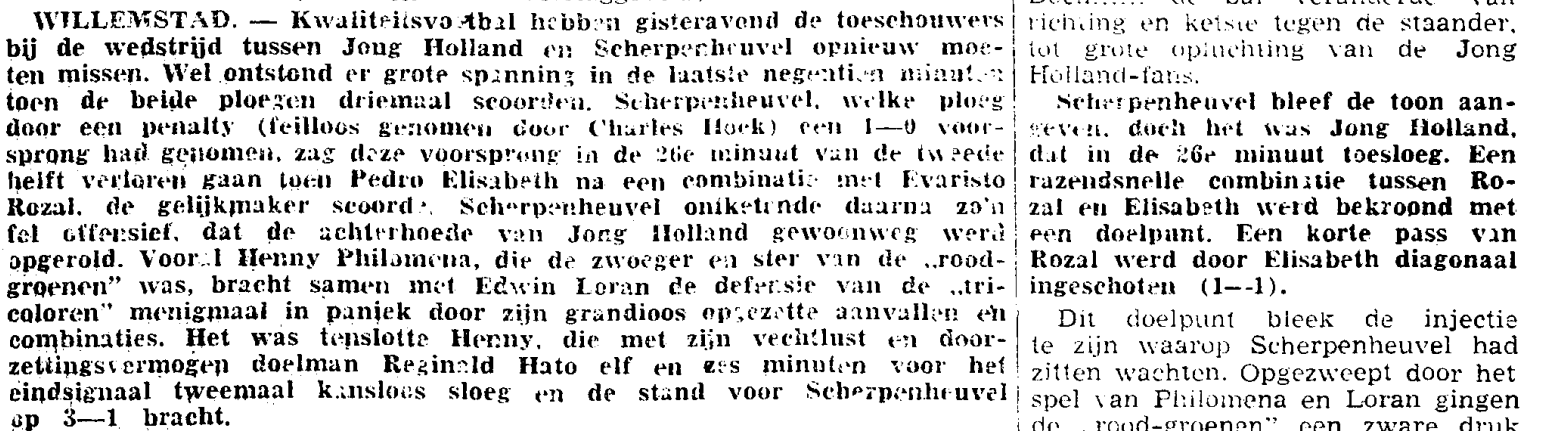 WILLEMSTAD. — Kwaliteitsvoetbal hebben gisteravond de toeschouwers
bij de wedstrijd tussen Jong Holland en Scherpenheuvel opnieuw moe-
ten missen. Wel ontstond er grote spanning in de laatste negentien minuten
toen de beide ploegen driemaal scoorden. Scherpenheuvel, welke ploeg
door een penalty (feilloos genomen door Charles Hoek) een 1—0 voor-
sprong had genomen, zag deze voorsprong in de 26e minuut van de tweede
helft verloren gaan toen Pedro Elisabeth na een combinatie met Evaristo
Rozal, de gelijkmaker scoorde. Scherpenheuvel ontketende daarna zo'n
fel offensief, dat de achterhoede van Jong Holland gewoonweg werd
opgerold. Vooral Henny Philomena, die de zwoeger en ster van de „rood-
groenen” was, bracht samen met Edwin Loran de defensie van de „tri-
coloren” menigmaal in paniek door zijn grandioos opgezette aanvallen en
combinaties. Het was tenslotte Henny, die met zijn vechtlust en door-
zettingsvermogen doelman Reginald Hato elf en zes minuten voor het
eindsignaal tweemaal kansloos sloeg en de stand voor Scherpenheuvel
op 3—1 bracht.
richting en ketste tegen de staander,
tot grote opluchting van de Jong
Holland-fans.
Scherpenheuvel bleef de toon aan-
geven, doch het was Jong Holland,
dat in de 26e minuut toesloeg. Een
razendsnelle combinatie tussen Ro-
zal en Elisabeth werd bekroond met
een doelpunt. Een korte pass van
Rozal werd door Elisabeth diagonaal
ingeschoten (1--1).
Dit doelpunt bleek de injectie
te zijn waarop Scherpenheuvel had
zitten wachten. Opgezweept door het
spel van Philomena en Loran gingen
de „rood-groenen” een zware druk